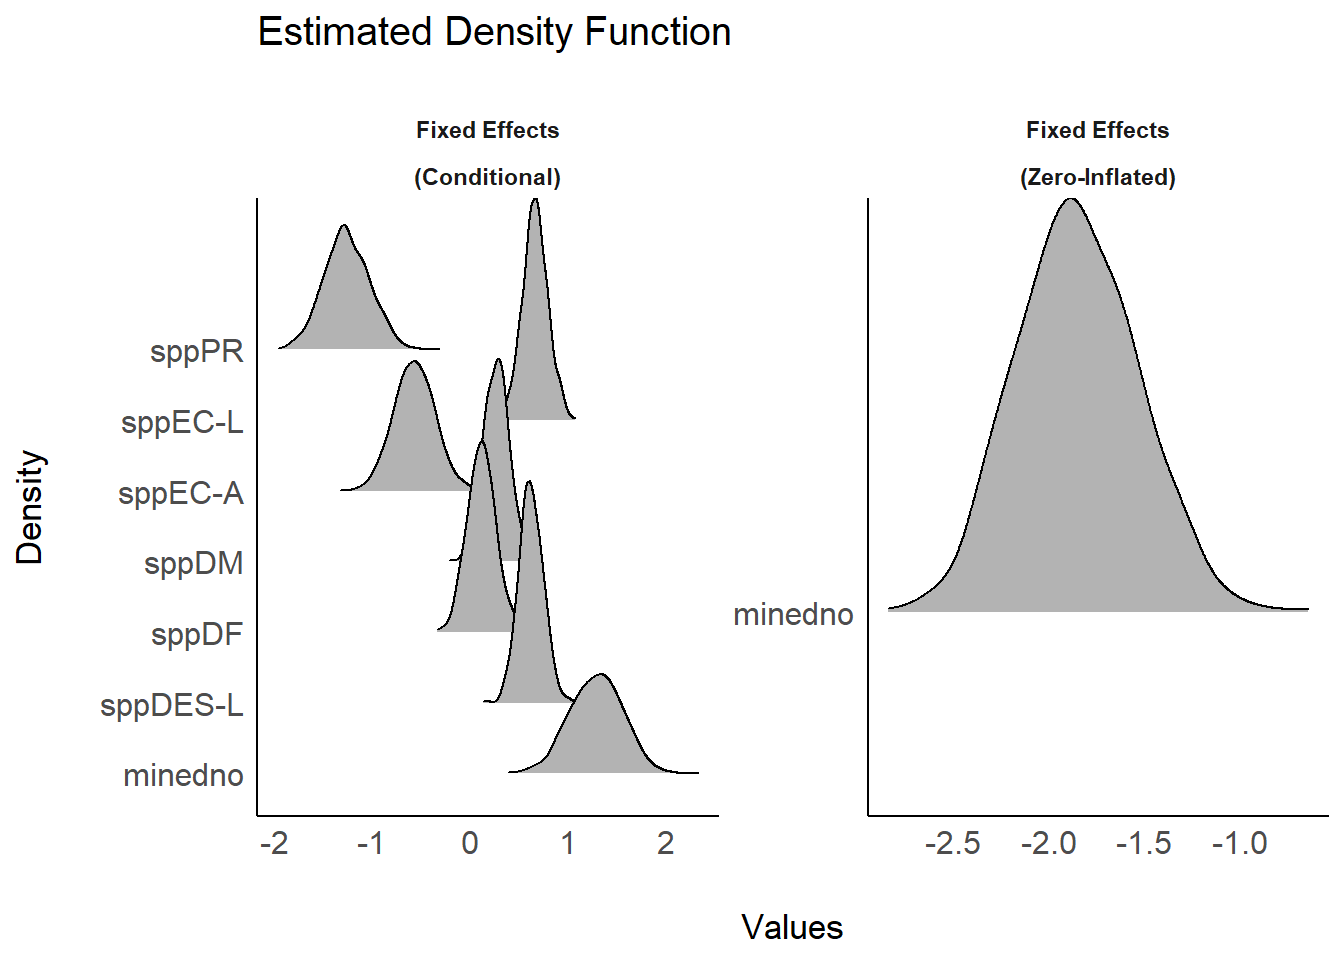 Estimated Density Function
Fixed Effects
(Conditional)
Fixed Effects
(Zero-Inflated)
Density
sppPR
sppEC-L
sppEC-A
sppDM
sppDF
sppDES-L
minedno
minedno
-2 -1 0 1 2
-2.5 -2.0 -1.5 -1.0
Values